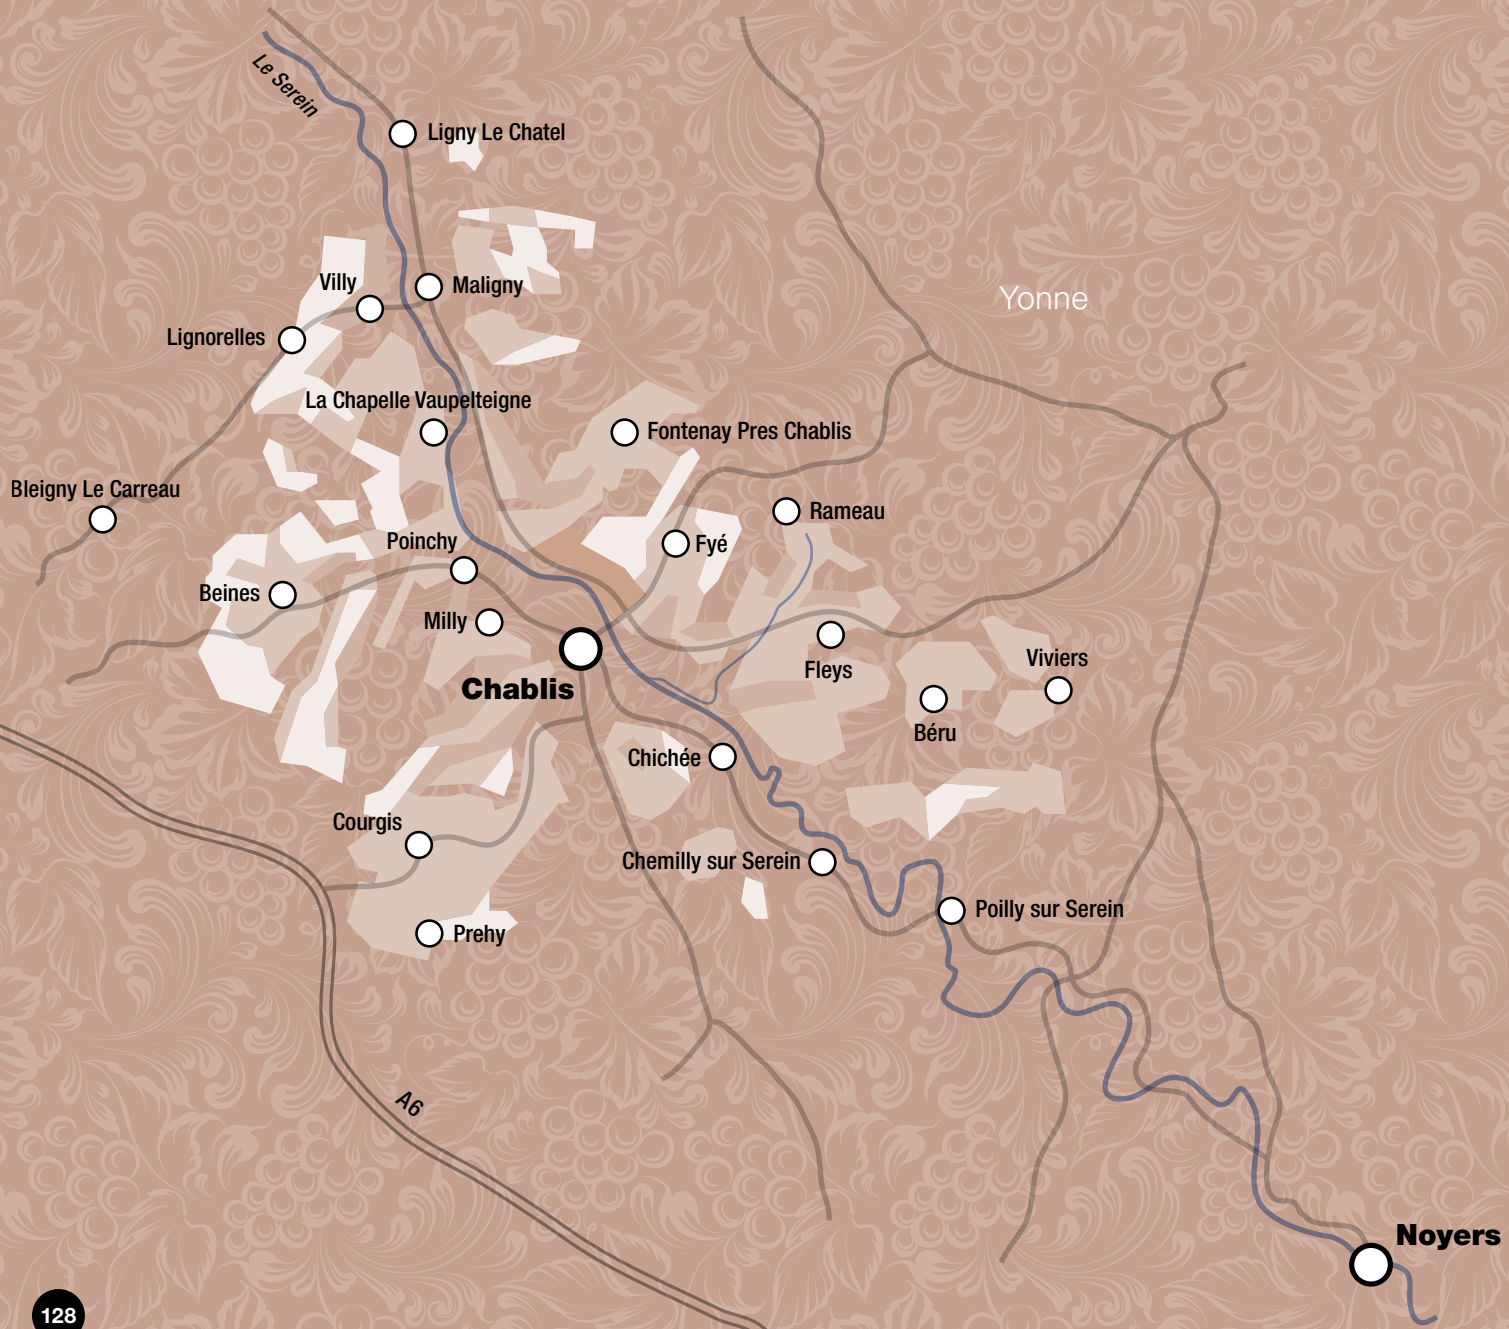 Le Serein
Ligny Le Chatel
Villy
Maligny
Yonne
Lignorelles
La Chapelle Vaupelteigne
Fontenay Pres Chablis
Bleigny Le Carreau
Rameau
Poinchy
Fyé
Beines
Milly
Fleys
Viviers
Chablis
Béru
Chichée
Courgis
Chemilly sur Serein
Poilly sur Serein
Prehy
A6
Noyers
128